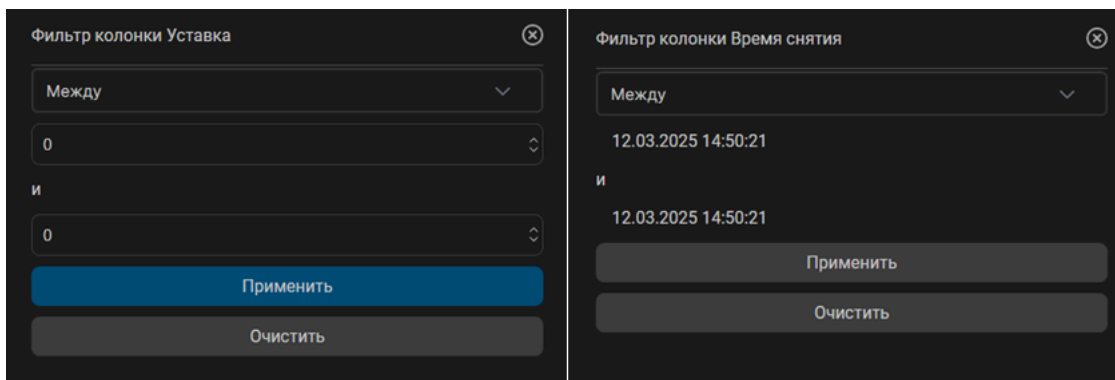 Фильтр колонки Уставка
Между
0
и
0
Применить
Очистить
Фильтр колонки Время снятия
Между
12.03.2025 14:50:21
и
12.03.2025 14:50:21
Применить
Очистить